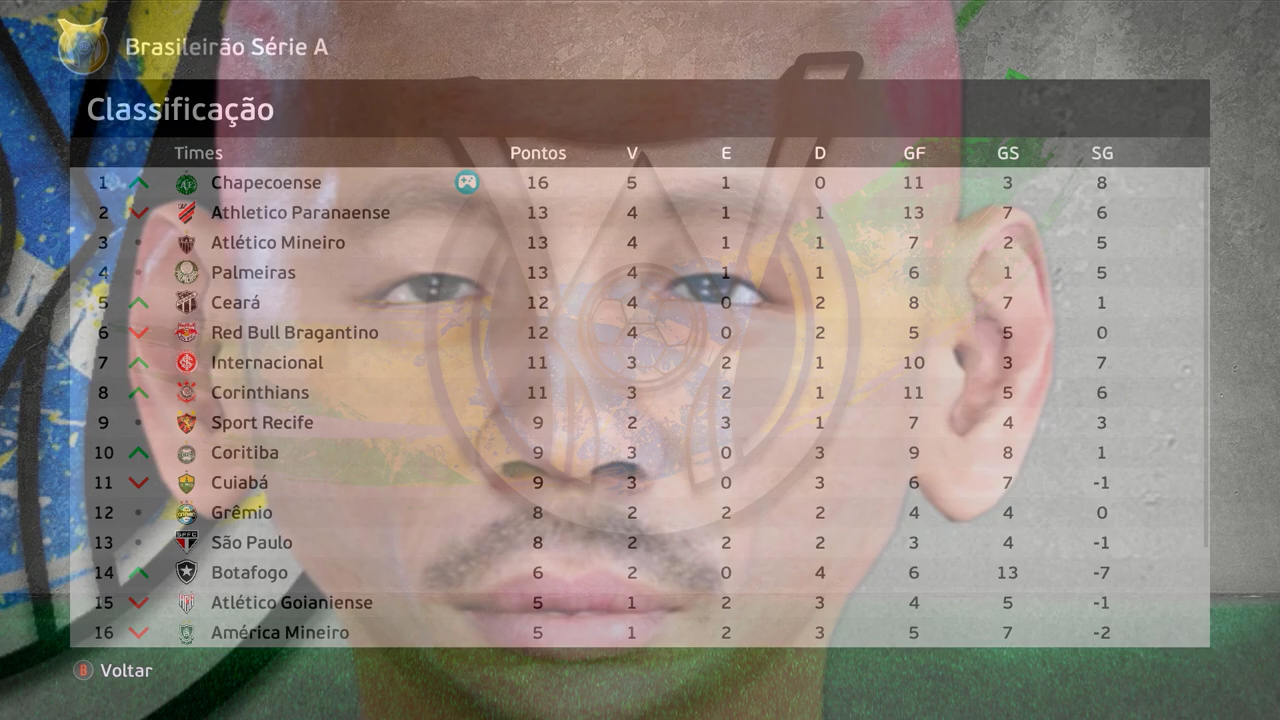 Brasileirão Série A
Classificação
Times Pontos V E D GF GS SG
1 Chapecoense 16 5 1 0 11 3 8
2 Athletico Paranaense 13 4 1 1 13 7 6
3 Atlético Mineiro 13 4 1 1 7 2 5
4 Palmeiras 13 4 1 1 6 1 5
5 Ceará 12 4 0 2 8 7 1
6 Red Bull Bragantino 12 4 0 2 5 5 0
7 Internacional 11 3 2 1 10 3 7
8 Corinthians 11 3 2 1 11 5 6
9 Sport Recife 9 2 3 1 7 4 3
10 Coritiba 9 3 0 3 9 8 1
11 Cuiabá 9 3 0 3 6 7 -1
12 Grêmio 8 2 2 2 4 4 0
13 São Paulo 8 2 2 2 3 4 -1
14 Botafogo 6 2 0 4 6 13 -7
15 Atlético Goianiense 5 1 2 3 4 5 -1
16 América Mineiro 5 1 2 3 5 7 -2
B Voltar